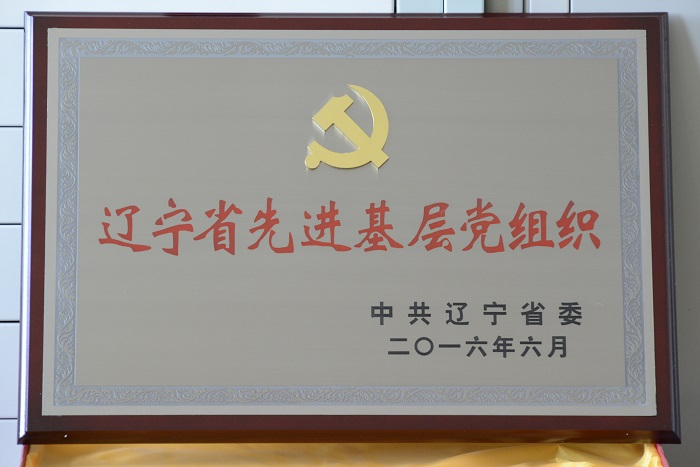 辽宁省先进基层党组织
中共辽宁省委
二〇一六年六月